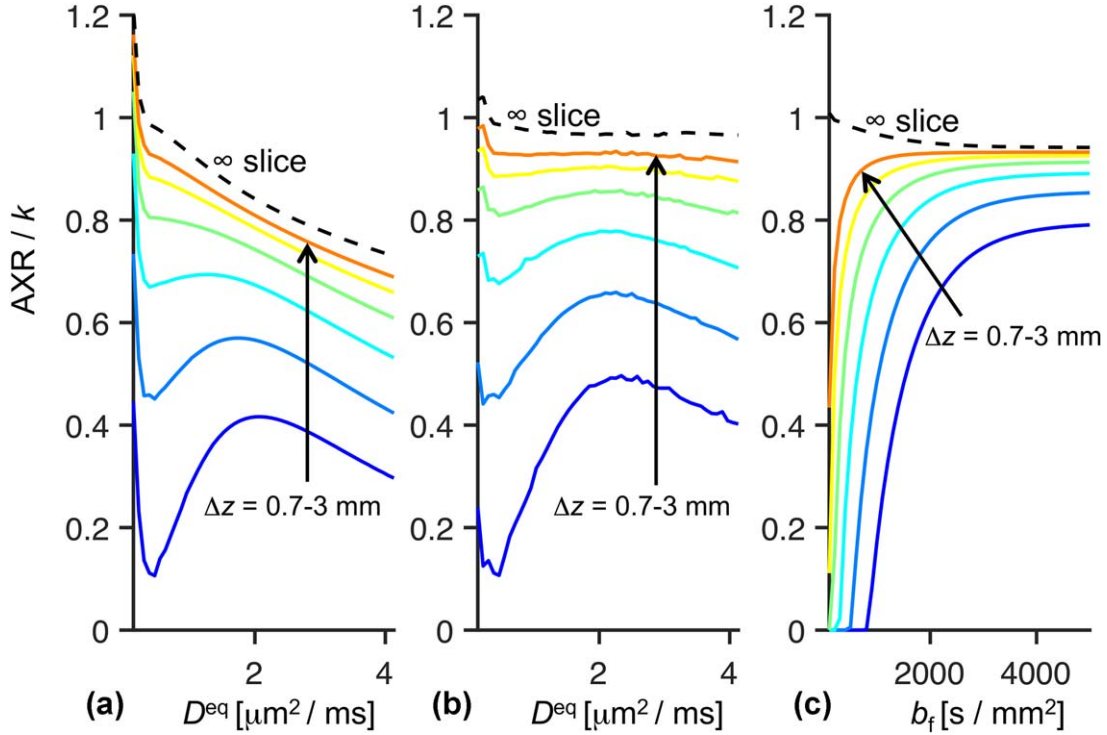 AXR / k
1.2
1
0.8
0.6
0.4
0.2
0
∞ slice
Δz = 0.7-3 mm
2
4
(a)
D^eq [μm² / ms]
1.2
1
0.8
0.6
0.4
0.2
0
∞ slice
Δz = 0.7-3 mm
2
4
(b)
D^eq [μm² / ms]
1.2
1
0.8
0.6
0.4
0.2
0
∞ slice
Δz = 0.7-3 mm
2000
4000
(c)
b_f [s / mm²]